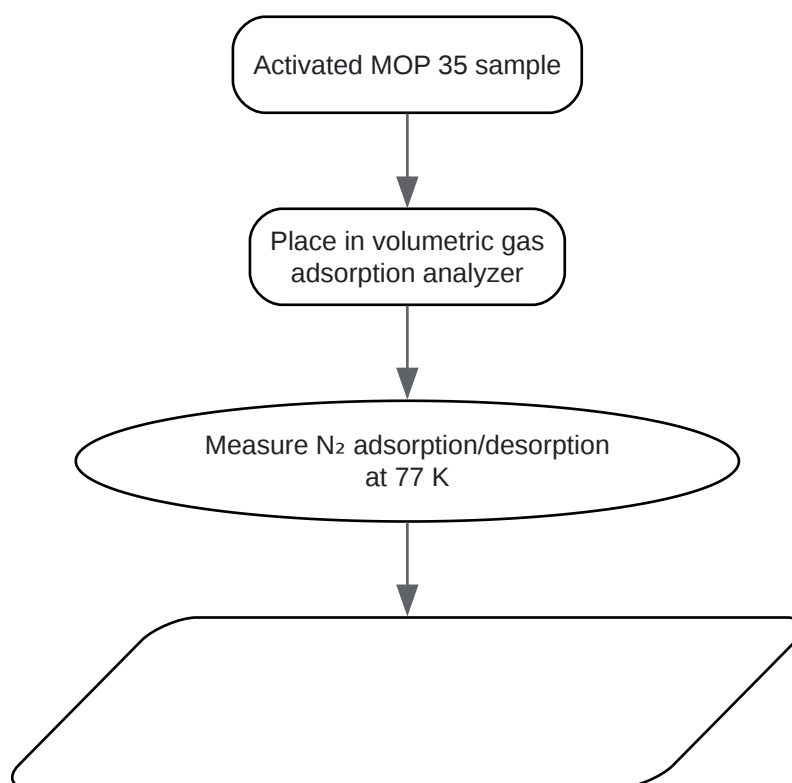 Activated MOP 35 sample
Place in volumetric gas
adsorption analyzer
Measure N₂ adsorption/desorption
at 77 K